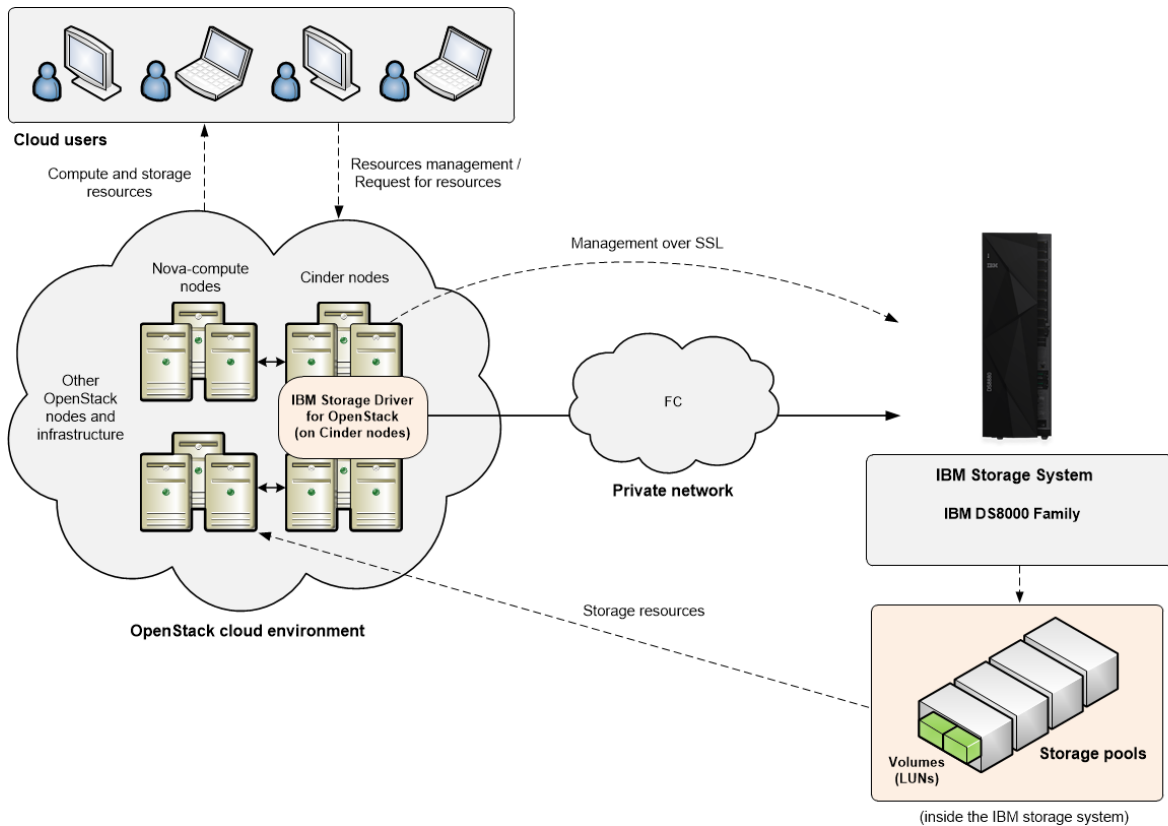 Cloud users
Compute and storage
resources
Resources management /
Request for resources
Management over SSL
Nova-compute
nodes
Cinder nodes
Other
OpenStack
nodes and
infrastructure
IBM Storage Driver
for OpenStack
(on Cinder nodes)
FC
Private network
IBM
DS8000
IBM Storage System
IBM DS8000 Family
OpenStack cloud environment
Storage resources
Volumes
(LUNs)
Storage pools
(inside the IBM storage system)